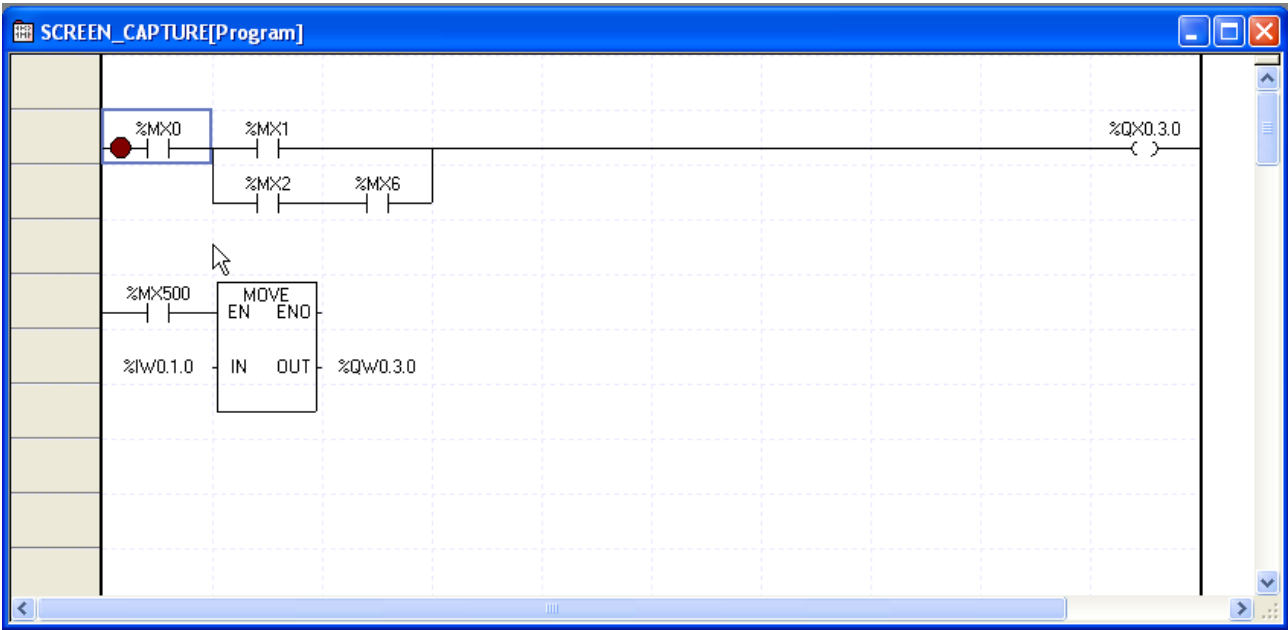 SCREEN_CAPTURE[Program]
%MX0 %MX1 %QX0.3.0
%MX2 %MX6
%MX500 MOVE
EN ENO
%IW0.1.0 IN OUT %QW0.3.0